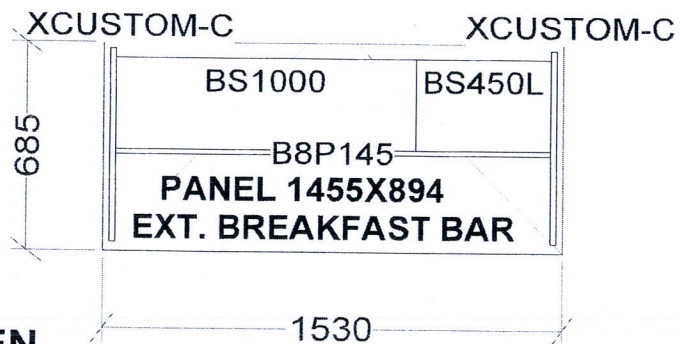 XCUSTOM-C
XCUSTOM-C
BS1000
BS450L
685
B8P145
PANEL 1455X894
EXT. BREAKFAST BAR
1530
EN